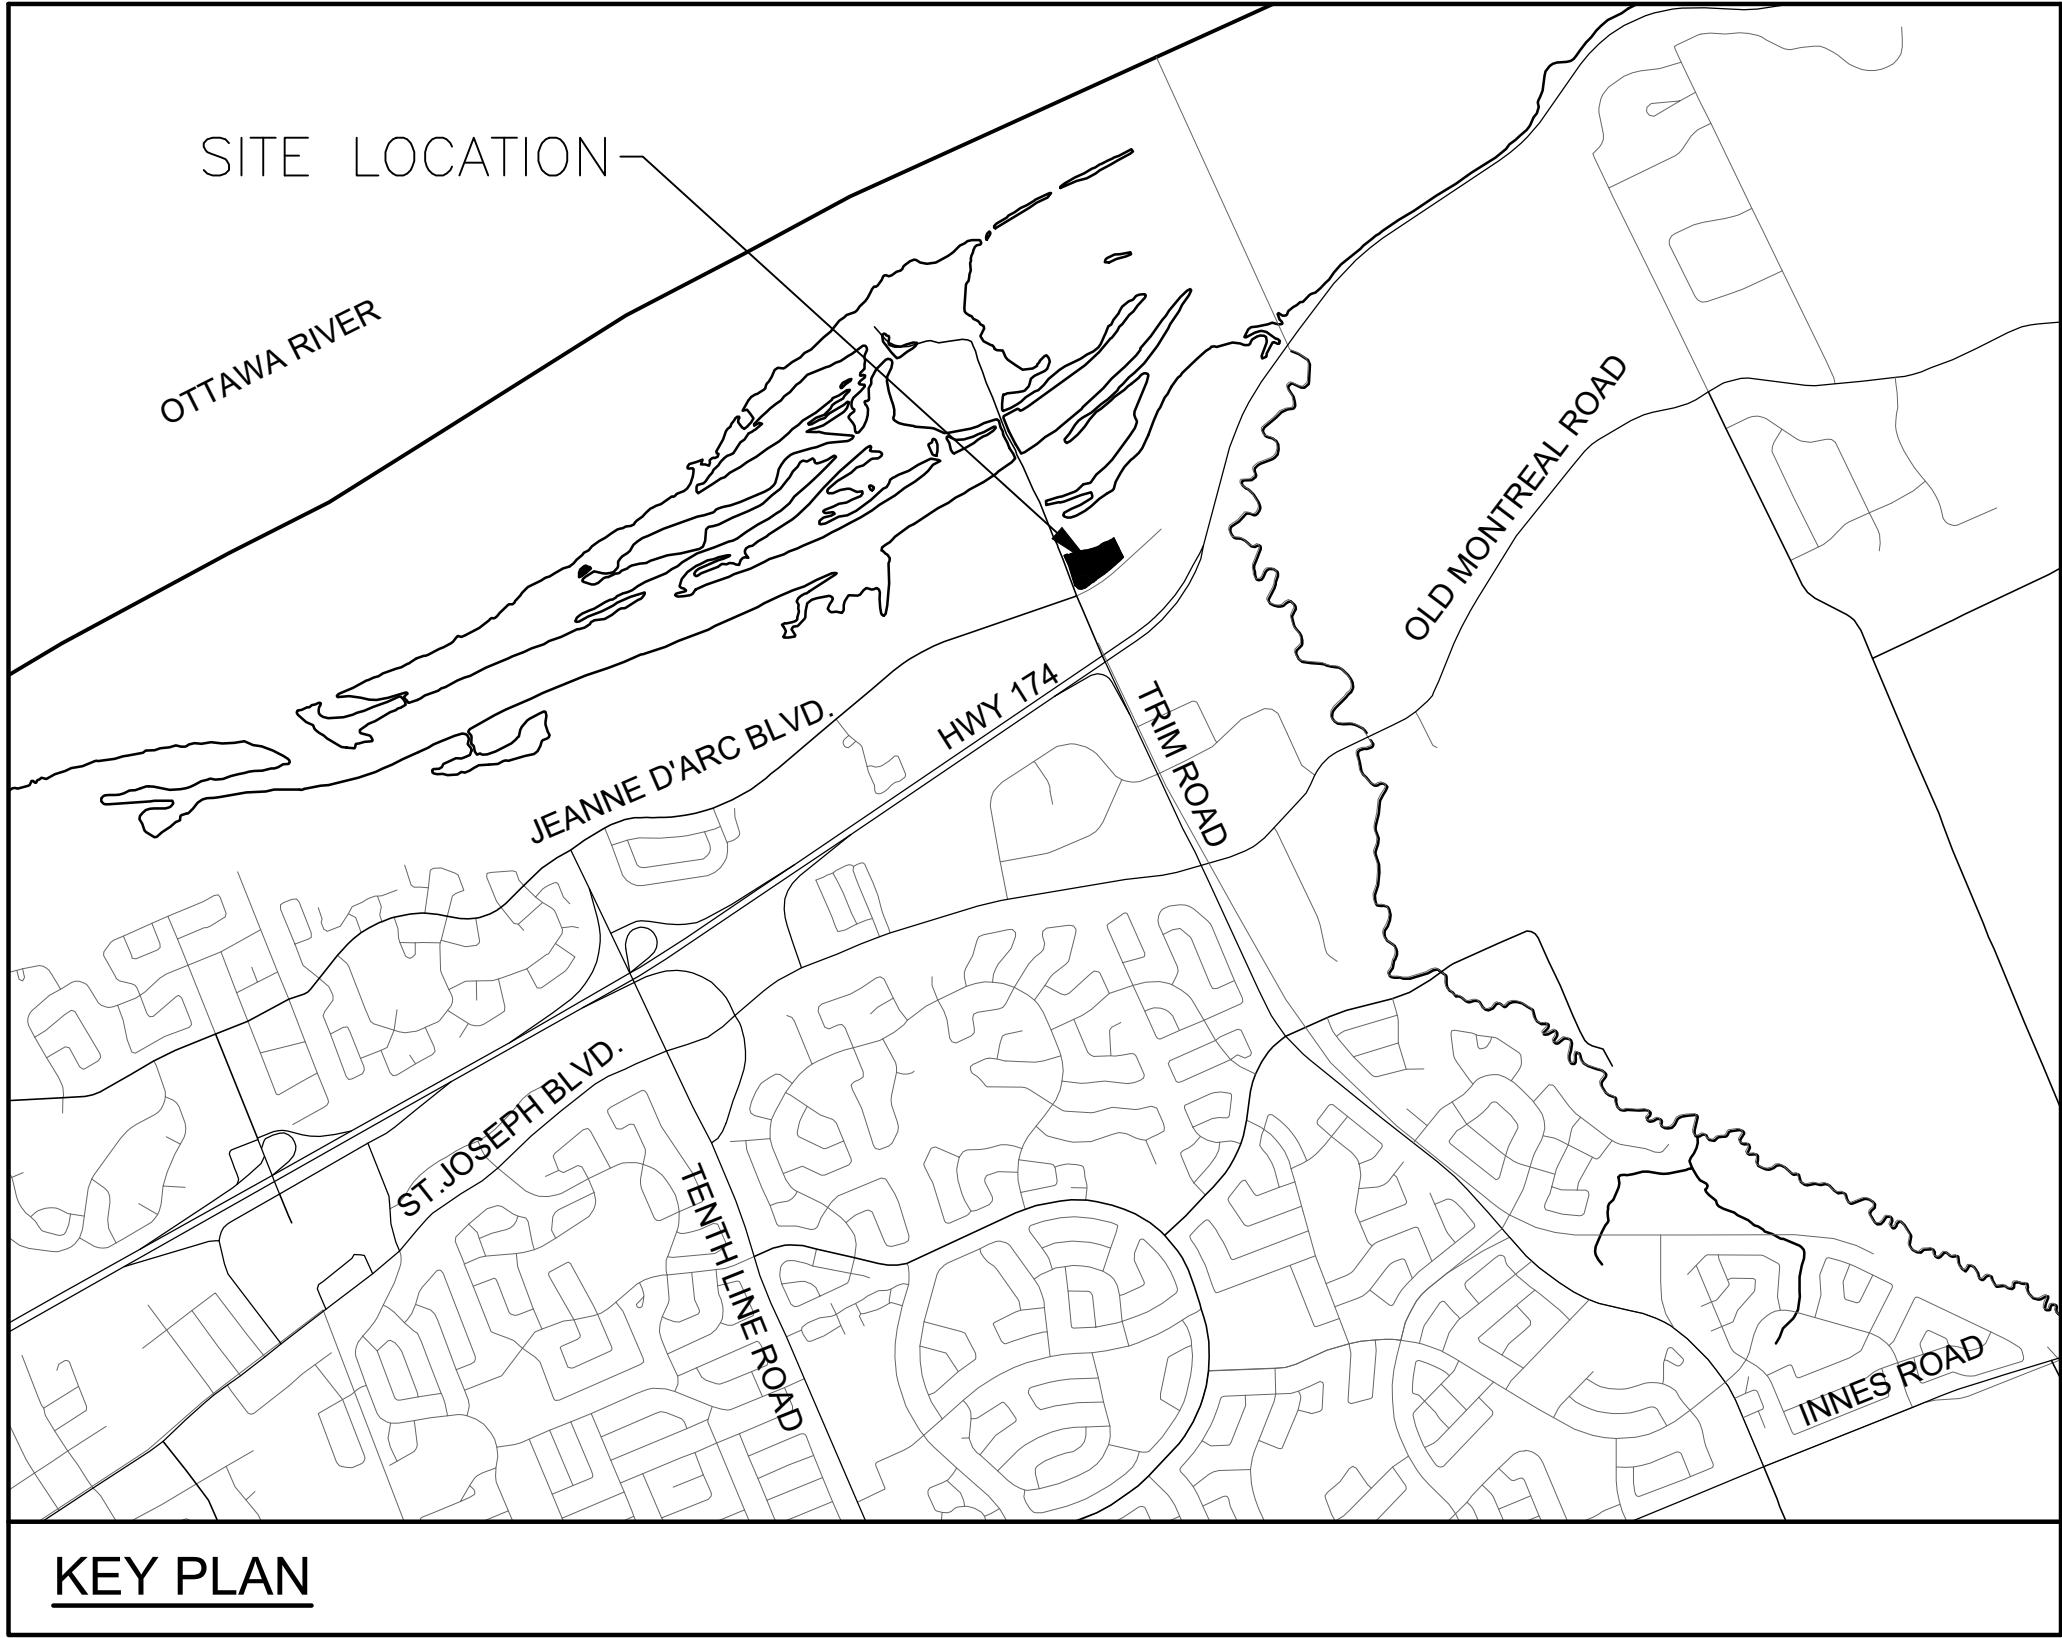 SITE LOCATION
OTTAWA RIVER
OLD MONTREAL ROAD
HWY 174
TRIM ROAD
JEANNE D'ARC BLVD.
ST.JOSEPH BLVD.
TENTH LINE ROAD
INNES ROAD
KEY PLAN